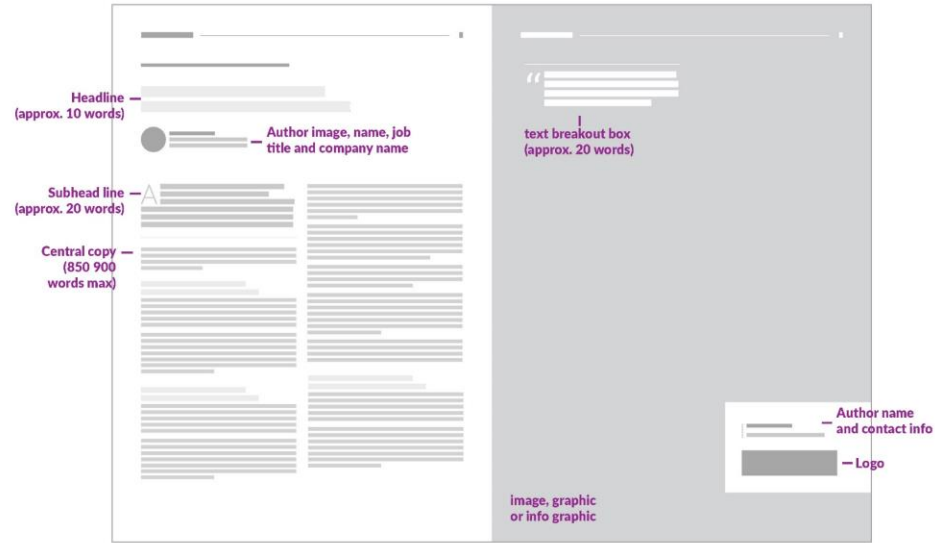 Headline
(approx. 10 words)
Author image, name, job
title and company name
Subhead line
(approx. 20 words)
A
Central copy
(850 900
words max)
“
text breakout box
(approx. 20 words)
Author name
and contact info
Logo
image, graphic
or info graphic